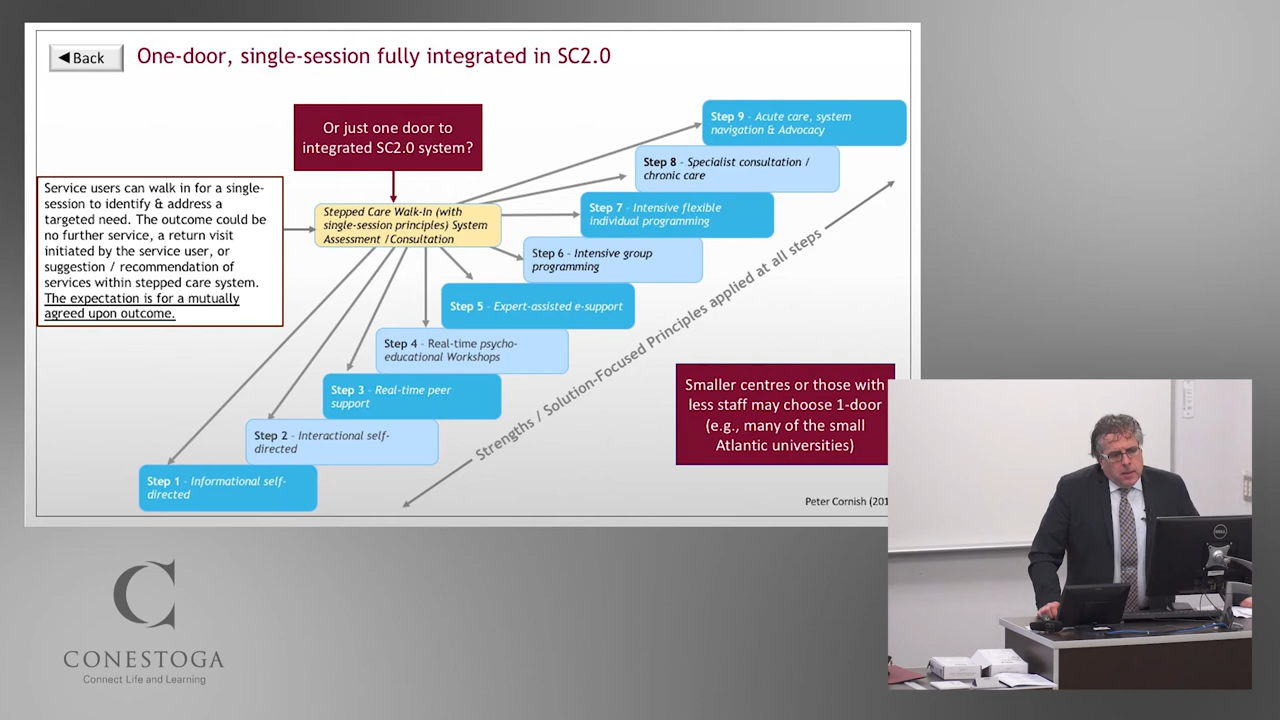 ◀Back
One-door, single-session fully integrated in SC2.0
Or just one door to
integrated SC2.0 system?
Service users can walk in for a single-
session to identify & address a
targeted need. The outcome could be
no further service, a return visit
initiated by the service user, or
suggestion / recommendation of
services within stepped care system.
The expectation is for a mutually
agreed upon outcome.
Stepped Care Walk-In (with
single-session principles) System
Assessment /Consultation
Step 9 - Acute care, system
navigation & Advocacy
Step 8 - Specialist consultation /
chronic care
Step 7 - Intensive flexible
individual programming
Step 6 - Intensive group
programming
Step 5 - Expert-assisted e-support
Step 4 - Real-time psycho-
educational Workshops
Step 3 - Real-time peer
support
Step 2 - Interactional self-
directed
Step 1 - Informational self-
directed
Strengths / Solution-Focused Principles applied at all steps
Smaller centres or those with
less staff may choose 1-door
(e.g., many of the small
Atlantic universities)
Peter Cornish (201
DELL
CONESTOGA
Connect Life and Learning